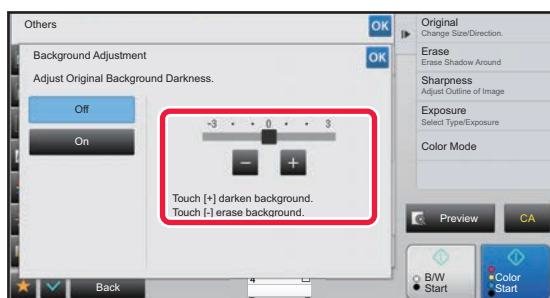 Others
OK
Background Adjustment
OK
Adjust Original Background Darkness.
Off
On
-3 • • 0 • • 3
− +
Touch [+] darken background.
Touch [-] erase background.
Back
4
Original
Change Size/Direction.
Erase
Erase Shadow Around
Sharpness
Adjust Outline of Image
Exposure
Select Type/Exposure
Color Mode
Preview
CA
B/W
Start
Color
Start